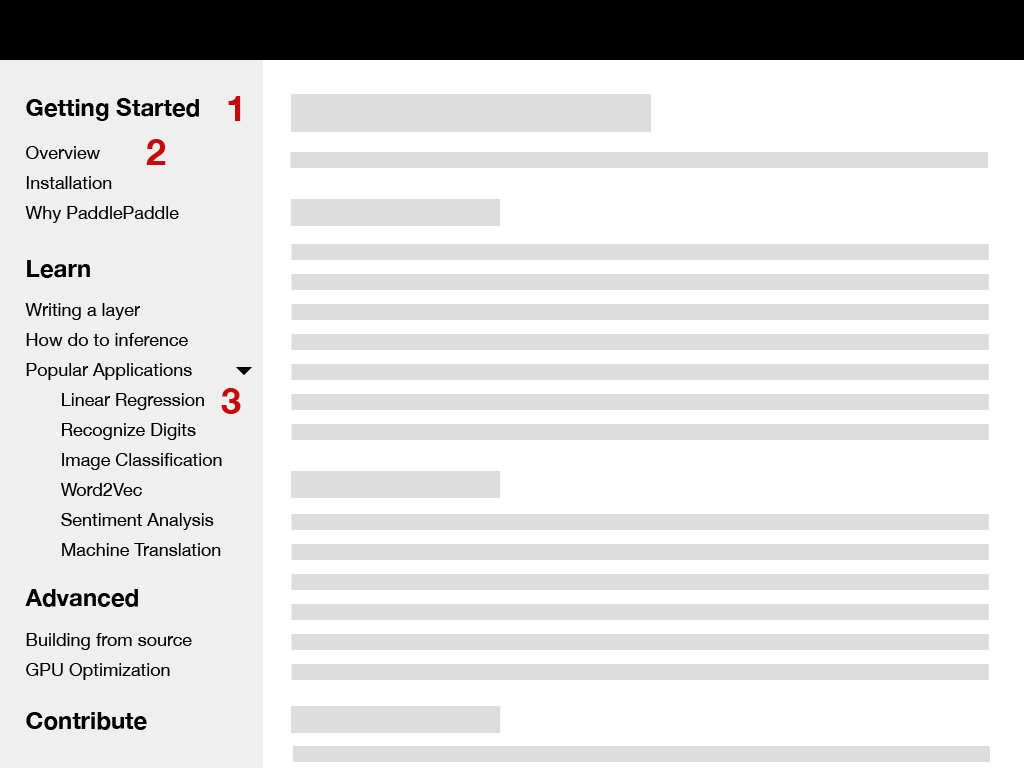 Getting Started 1
Overview 2
Installation
Why PaddlePaddle
Learn
Writing a layer
How do to inference
Popular Applications
Linear Regression 3
Recognize Digits
Image Classification
Word2Vec
Sentiment Analysis
Machine Translation
Advanced
Building from source
GPU Optimization
Contribute